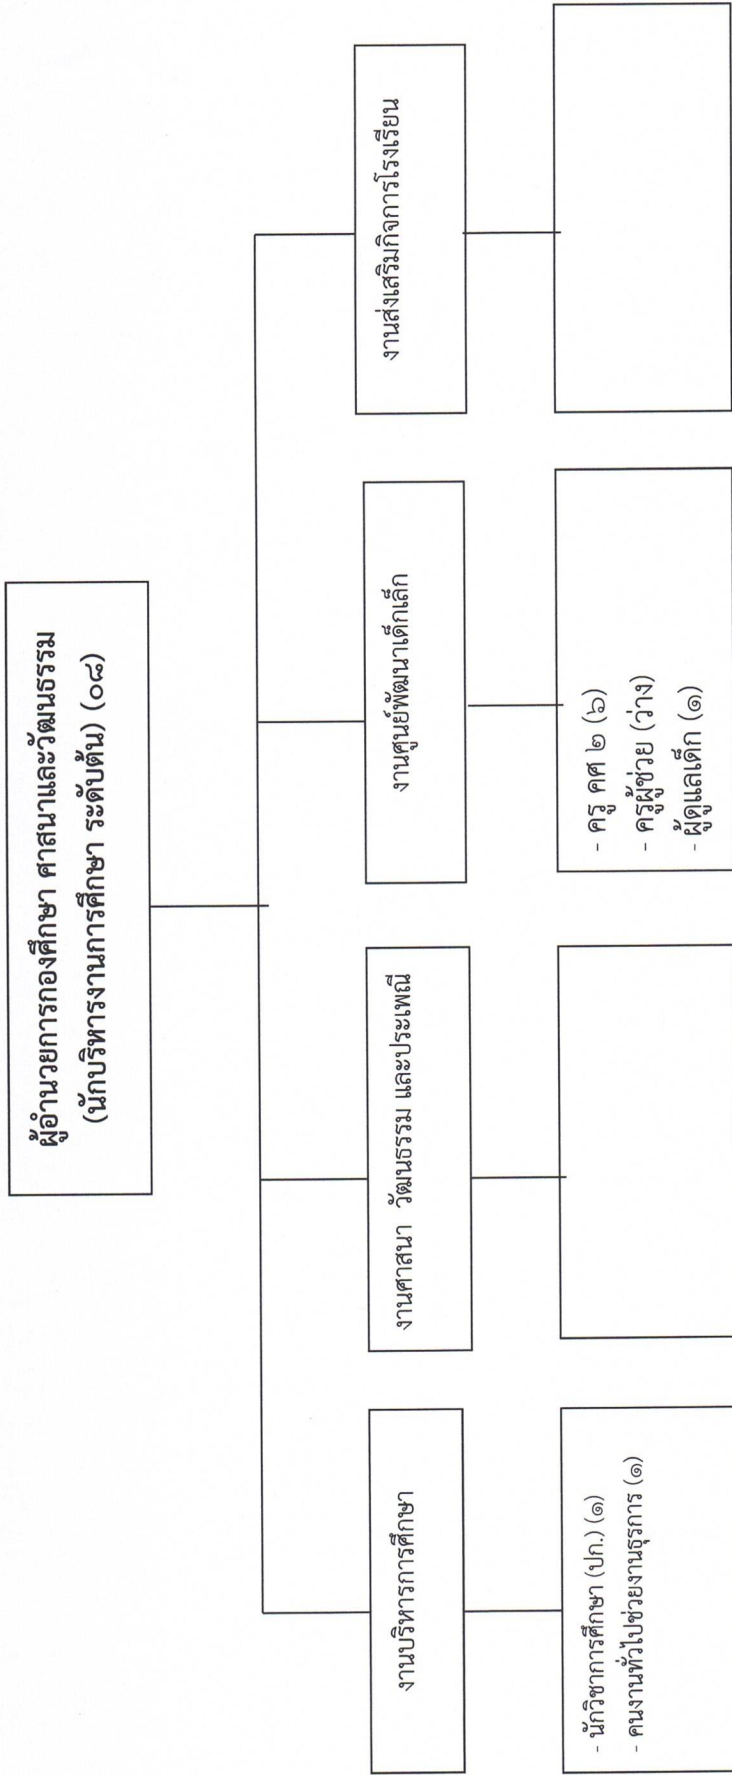 ผู้อำนวยการกองศึกษา ศาสนาและวัฒนธรรม
(นักบริหารงานการศึกษา ระดับต้น) (๐๘)
งานบริหารการศึกษา
งานศาสนา วัฒนธรรม และประเพณี
งานศูนย์พัฒนาเด็กเล็ก
งานส่งเสริมกิจการโรงเรียน
- นักวิชาการศึกษา (ปก.) (๑)
- คนงานทั่วไปช่วยงานธุรการ (๑)
- ครู คศ ๒ (๖)
- ครูผู้ช่วย (ว่าง)
- ผู้ดูแลเด็ก (๑)